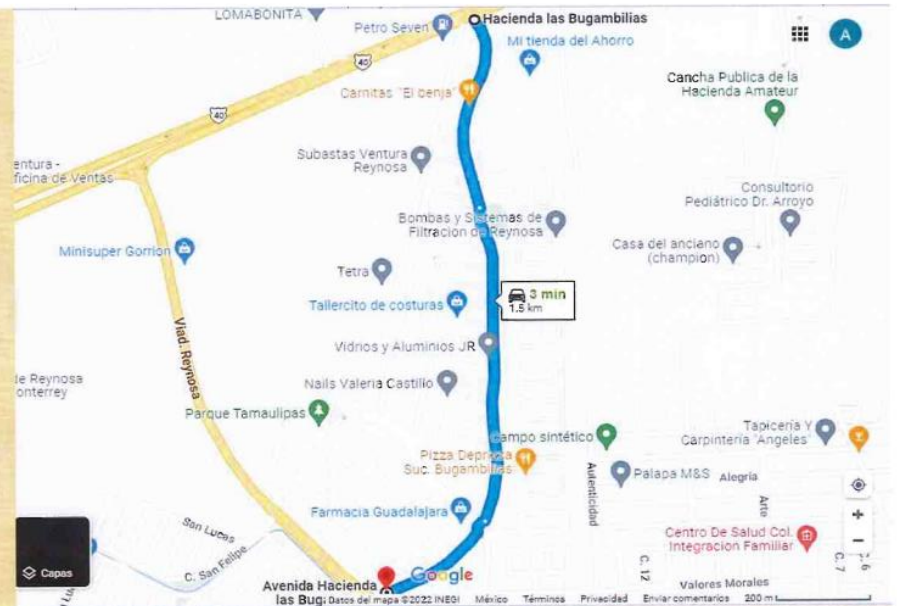 LOMABONITA
Petro Seven
Hacienda las Bugambilias
Mi tienda del Ahorro
A
40
Carnitas "El benja"
Cancha Publica de la
Hacienda Amateur
40
Subastas Ventura
Reynosa
entura -
ficina de Ventas
Consultorio
Pediátrico Dr. Arroyo
Bombas y Sistemas de
Filtracion de Reynosa
Minisuper Gorrion
Casa del anciano
(champion)
Tetra
3 min
1.5 km
Tallercito de costuras
Viad. Reynosa
Vidrios y Aluminios JR
de Reynosa
onterrey
Nails Valeria Castillo
Parque Tamaulipas
Campo sintético
Tapiceria Y
Carpintería "Angeles"
Pizza
Suc. Bugambilias
Autenticidad
Palapa M&S
Alegría
Arte
Farmacia Guadalajara
San Lucas
Centro De Salud Col.
Integracion Familiar
C. San Felipe
C. 12
C. 7
C. 6
Capas
Avenida Hacienda
las Bug
Google
Valores Morales
Datos del mapa ©2022 INEGI México Términos Privacidad Enviar comentarios 200 m